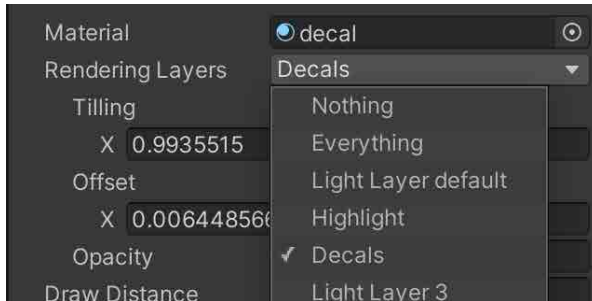 Material decal
Rendering Layers Decals
Tilling Nothing
X 0.9935515 Everything
Offset Light Layer default
X 0.00644856 Highlight
Opacity ✓ Decals
Draw Distance Light Layer 3